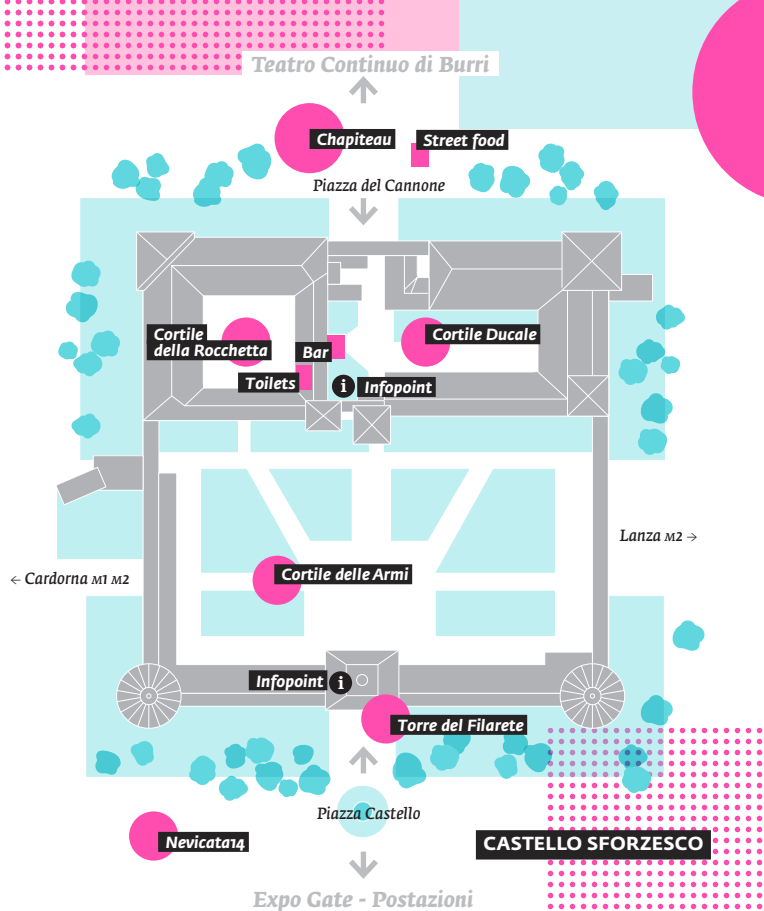 Teatro Continuo di Burri
Chapiteau
Street food
Piazza del Cannone
Cortile
della Rocchetta
Bar
Cortile Ducale
Toilets
i Infopoint
Lanza M2 →
← Cardorna M1 M2
Cortile delle Armi
Infopoint i
Torre del Filarete
Piazza Castello
Nevicata14
CASTELLO SFORZESCO
Expo Gate - Postazioni